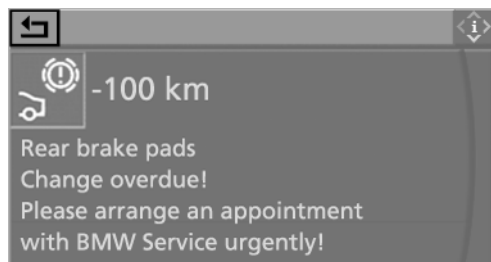 -100 km
Rear brake pads
Change overdue!
Please arrange an appointment
with BMW Service urgently!